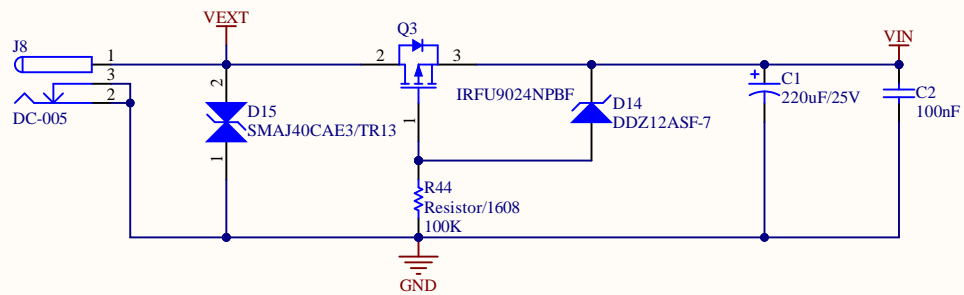 VEXT
Q3
J8
VIN
1
2
3
3
2
DC-005
2
D15
SMAJ40CAE3/TR13
1
IRFU9024NPBF
1
D14
DDZ12ASF-7
+
C1
220uF/25V
C2
100nF
R44
Resistor/1608
100K
GND